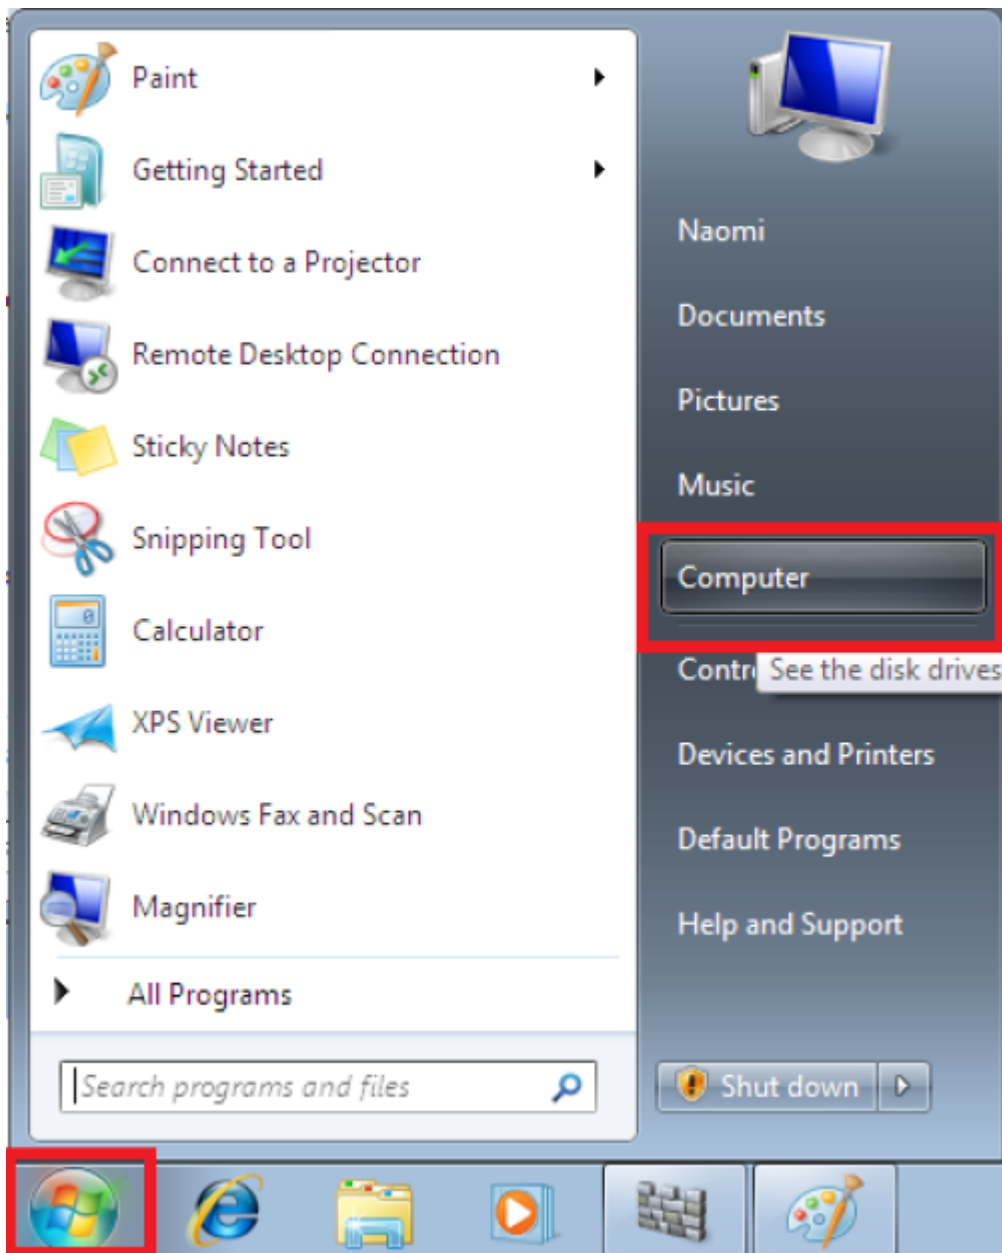 Paint
Getting Started
Connect to a Projector
Remote Desktop Connection
Sticky Notes
Snipping Tool
Calculator
XPS Viewer
Windows Fax and Scan
Magnifier
All Programs
Search programs and files
Naomi
Documents
Pictures
Music
Computer
Contr
See the disk drives
Devices and Printers
Default Programs
Help and Support
Shut down